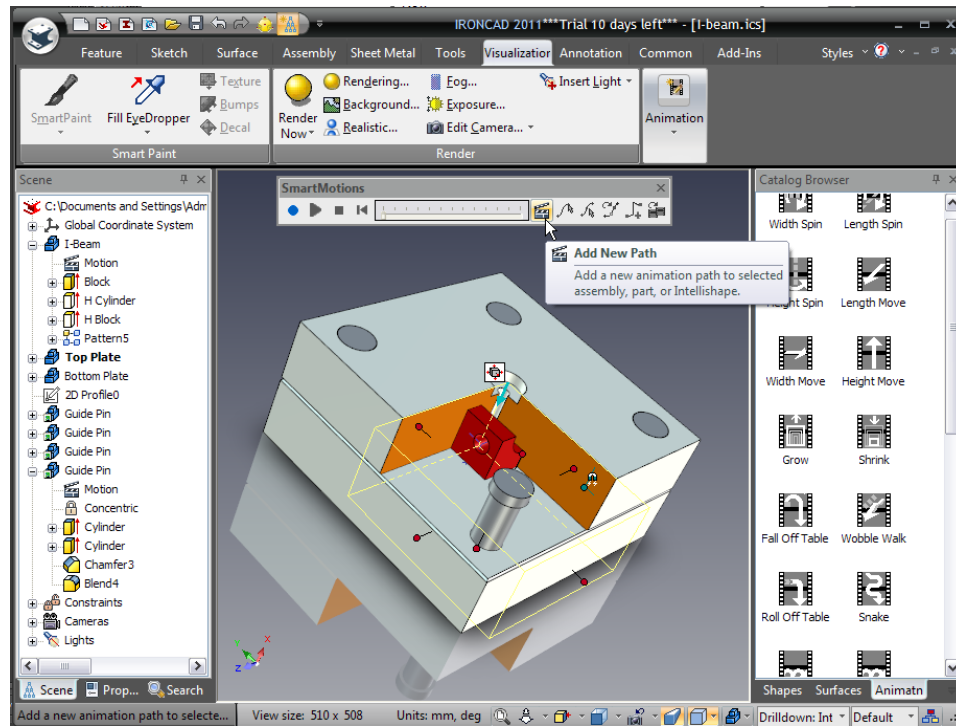 IRONCAD 2011***Trial 10 days left*** - [I-beam.ics]
Feature Sketch Surface Assembly Sheet Metal Tools Visualization Annotation Common Add-Ins Styles
SmartPaint
Fill EyeDropper
Texture
Bumps
Decal
Smart Paint
Render Now
Rendering...
Background...
Realistic...
Fog...
Exposure...
Edit Camera...
Insert Light
Render
Animation
Scene
C:\Documents and Settings\Adm
Global Coordinate System
I-Beam
Motion
Block
H Cylinder
H Block
Pattern5
Top Plate
Bottom Plate
2D Profile0
Guide Pin
Guide Pin
Guide Pin
Guide Pin
Motion
Concentric
Cylinder
Cylinder
Chamfer3
Blend4
Constraints
Cameras
Lights
Scene Prop... Search
SmartMotions
Add New Path
Add a new animation path to selected
assembly, part, or Intellishape.
Z
X
Catalog Browser
Width Spin Length Spin
Height Spin Length Move
Width Move Height Move
Grow Shrink
Fall Off Table Wobble Walk
Roll Off Table Snake
Shapes Surfaces Animatn
Add a new animation path to selecte... View size: 510 x 508 Units: mm, deg Drilldown: Int Default